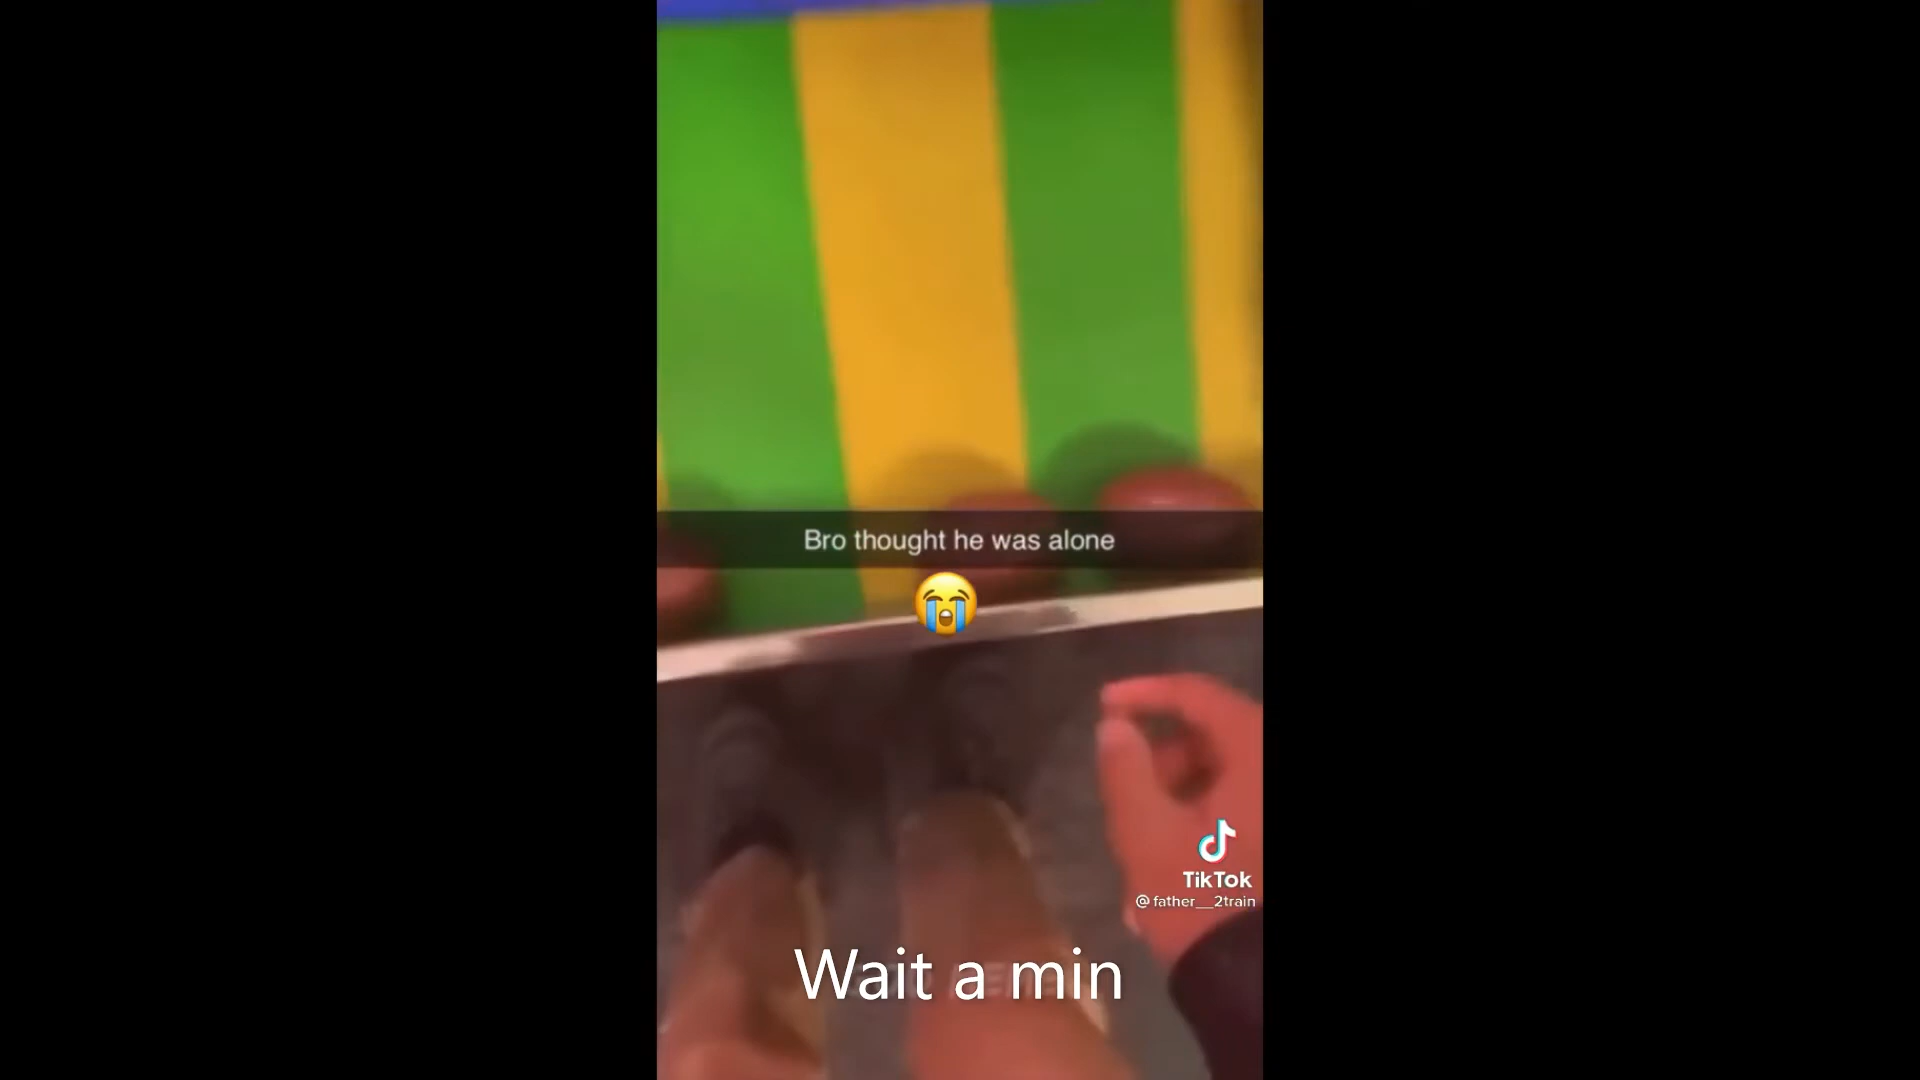 Bro thought he was alone
😭
TikTok
@father__2train
Wait a min